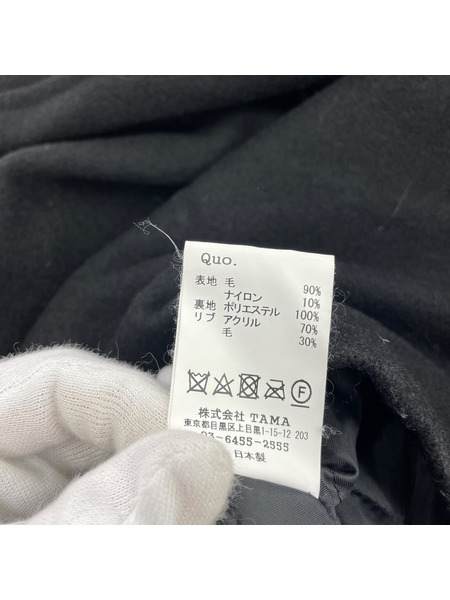 Quo.
表地 毛 90%
ナイロン 10%
裏地 ポリエステル 100%
リブ アクリル 70%
毛 30%
F
株式会社 TAMA
東京都目黒区上目黒1-15-12 203
03-6455-2555
日本製